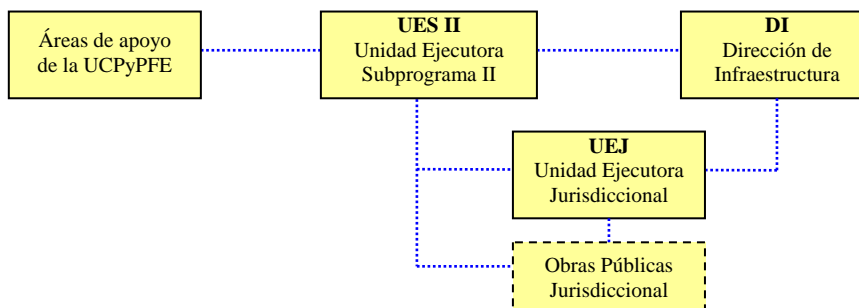 Áreas de apoyo
de la UCPyPFE
UES II
Unidad Ejecutora
Subprograma II
DI
Dirección de
Infraestructura
UEJ
Unidad Ejecutora
Jurisdiccional
Obras Públicas
Jurisdiccional